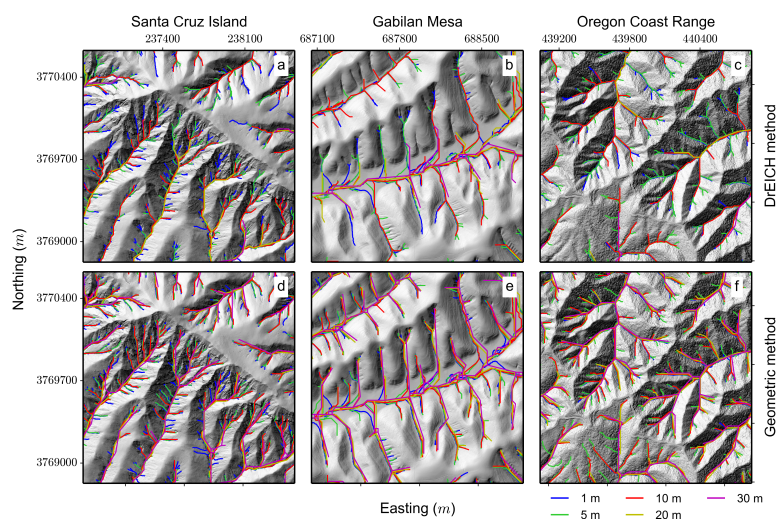 Santa Cruz Island Gabilan Mesa Oregon Coast Range
237400 238100 687100 687800 688500 439200 439800 440400
a b c
3770400
3769700
3769000
DrEICH method
d e f
3770400
3769700
3769000
Geometric method
Northing (m)
Easting (m)
1 m 10 m 30 m
5 m 20 m